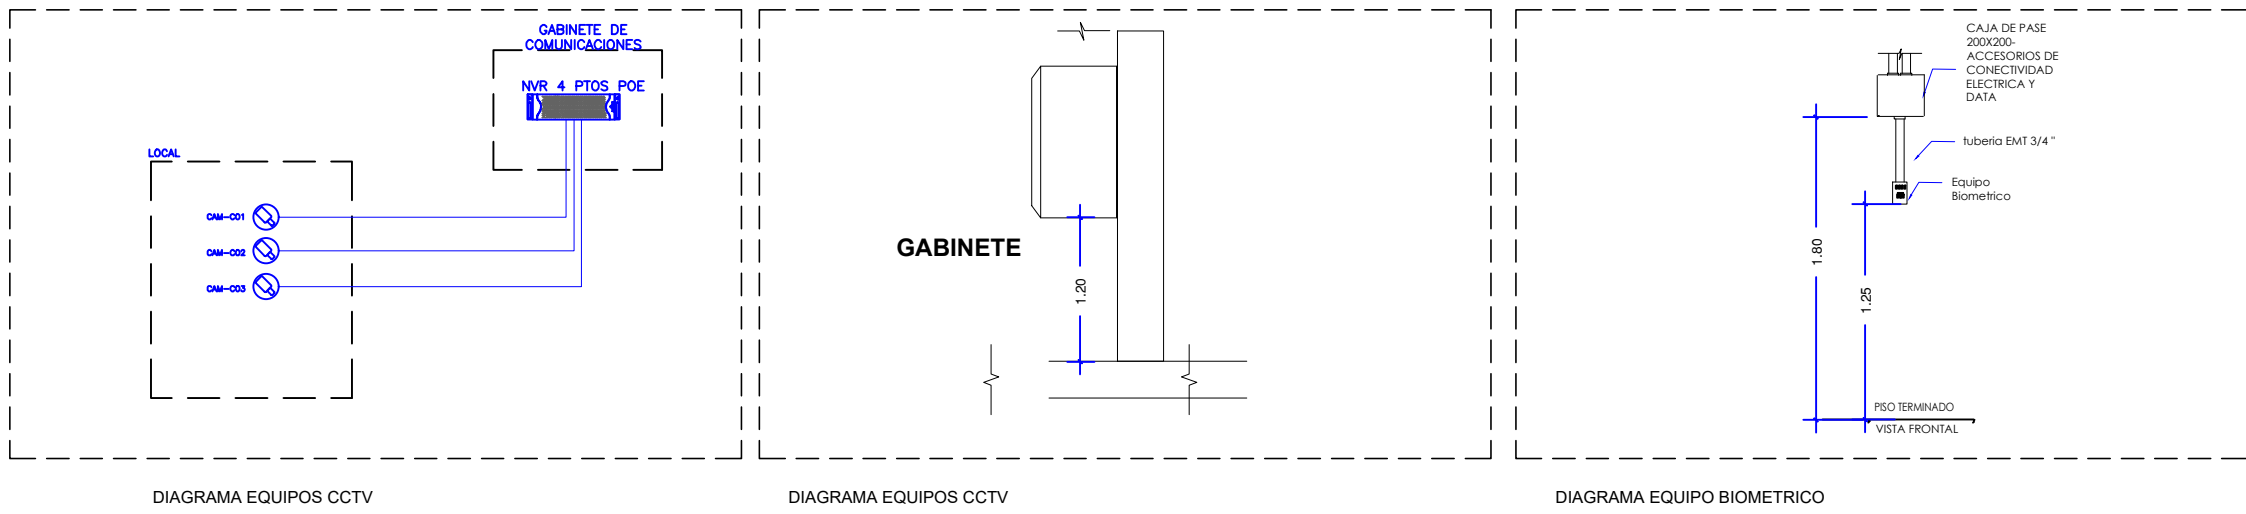 GABINETE DE
COMUNICACIONES
NVR 4 PTOS POE
LOCAL
CAM-C01
CAM-C02
CAM-C03
DIAGRAMA EQUIPOS CCTV
GABINETE
1.20
DIAGRAMA EQUIPOS CCTV
CAJA DE PASE
200X200-
ACCESORIOS DE
CONECTIVIDAD
ELECTRICA Y
DATA
tuberia EMT 3/4 "
Equipo
Biometrico
1.80
1.25
PISO TERMINADO
VISTA FRONTAL
DIAGRAMA EQUIPO BIOMETRICO